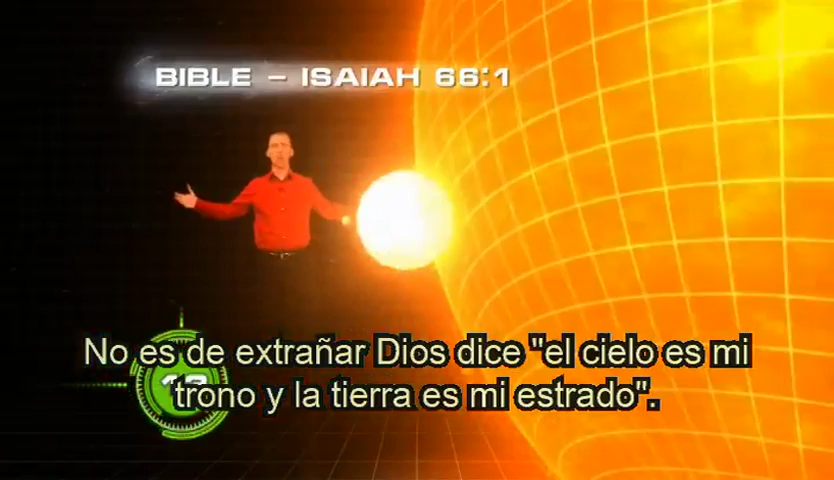 BIBLE – ISAIAH 66:1
No es de extrañar Dios dice "el cielo es mi
trono y la tierra es mi estrado".